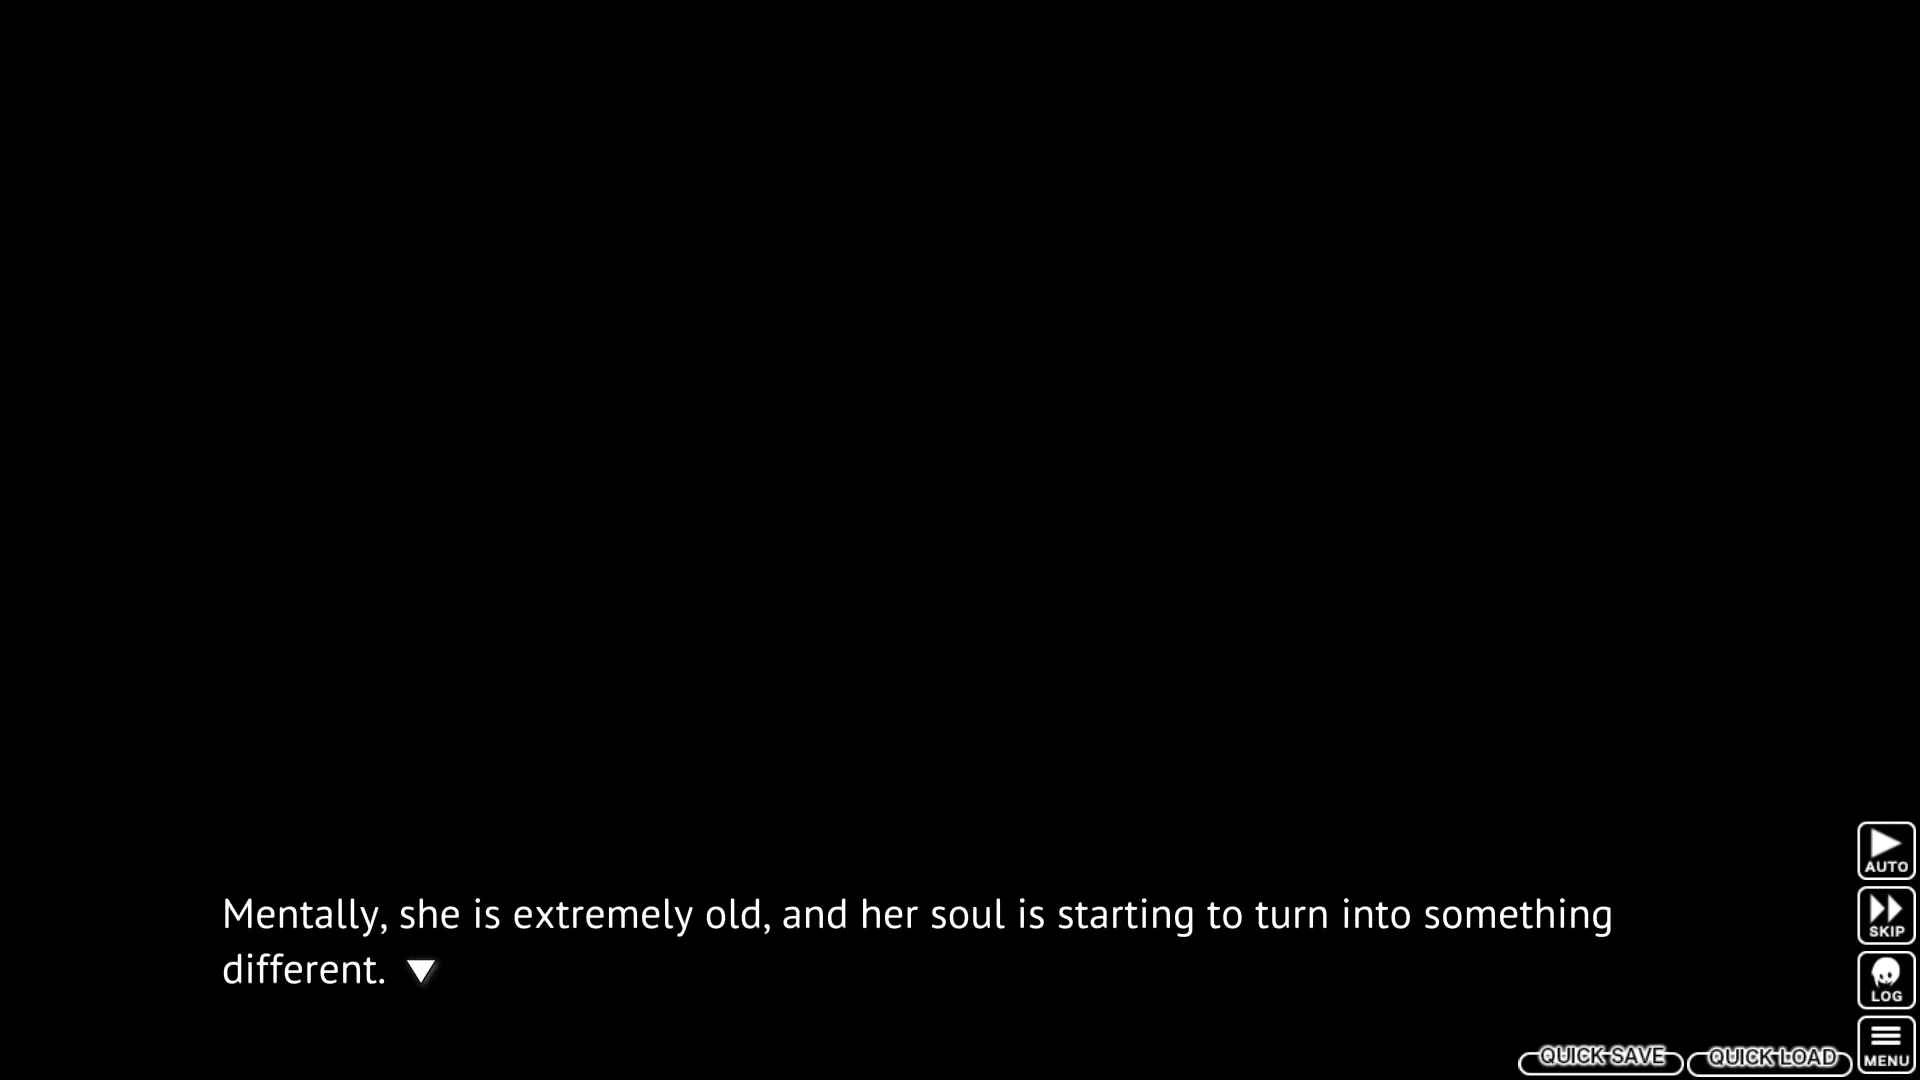 Mentally, she is extremely old, and her soul is starting to turn into something
different.
AUTO
SKIP
LOG
MENU
QUICK SAVE QUICK LOAD